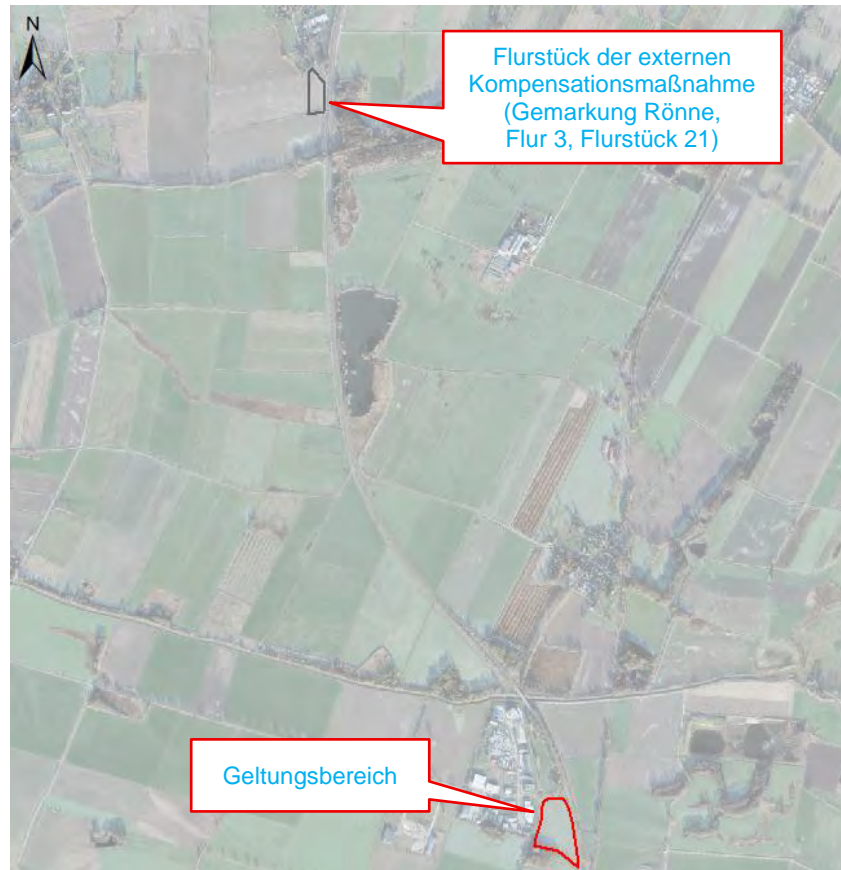 N
Flurstück der externen
Kompensationsmaßnahme
(Gemarkung Rönne,
Flur 3, Flurstück 21)
Geltungsbereich